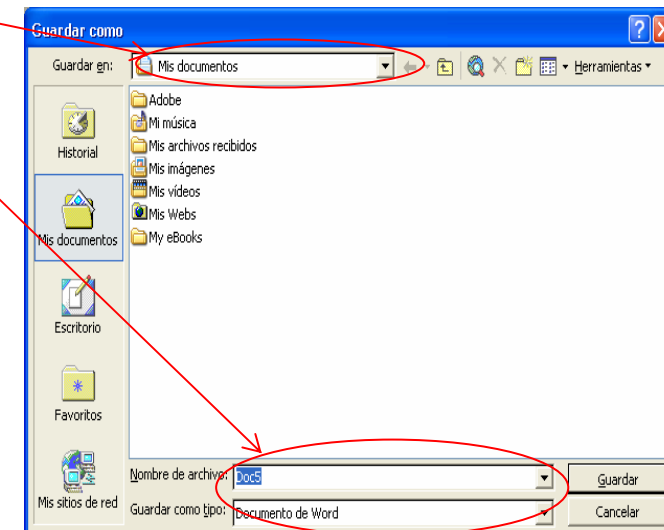 Guardar como
Guardar en: Mis documentos Herramientas
Historial
Mis documentos
Escritorio
Favoritos
Mis sitios de red
Adobe
Mi música
Mis archivos recibidos
Mis imágenes
Mis vídeos
Mis Webs
My eBooks
Nombre de archivo: Doc5 Guardar
Guardar como tipo: Documento de Word Cancelar